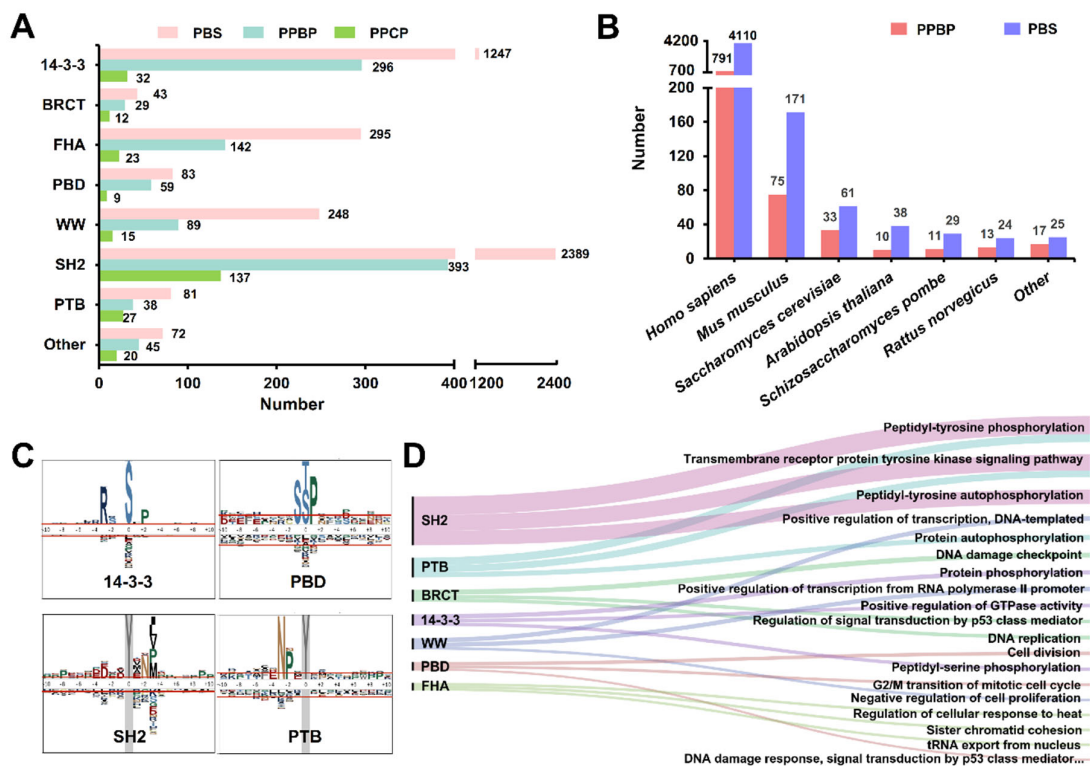 A
PBS PPBP PPCP
14-3-3
1247
296
32
BRCT
43
29
12
FHA
295
142
23
PBD
83
59
9
WW
248
89
15
SH2
2389
393
137
PTB
81
38
27
Other
72
45
20
0 100 200 300 400 1200 2400
Number
B
PPBP PBS
Number
4200
700
200
160
120
80
40
0
791 4110
75 171
33 61
10 38
11 29
13 24
17 25
Homo sapiens
Mus musculus
Saccharomyces cerevisiae
Arabidopsis thaliana
Schizosaccharomyces pombe
Rattus norvegicus
Other
C
R S P
14-3-3
S T S P
PBD
SH2
N P
PTB
D
SH2
PTB
BRCT
14-3-3
WW
PBD
FHA
Peptidyl-tyrosine phosphorylation
Transmembrane receptor protein tyrosine kinase signaling pathway
Peptidyl-tyrosine autophosphorylation
Positive regulation of transcription, DNA-templated
Protein autophosphorylation
DNA damage checkpoint
Protein phosphorylation
Positive regulation of transcription from RNA polymerase II promoter
Positive regulation of GTPase activity
Regulation of signal transduction by p53 class mediator
DNA replication
Cell division
Peptidyl-serine phosphorylation
G2/M transition of mitotic cell cycle
Negative regulation of cell proliferation
Regulation of cellular response to heat
Sister chromatid cohesion
tRNA export from nucleus
DNA damage response, signal transduction by p53 class mediator...